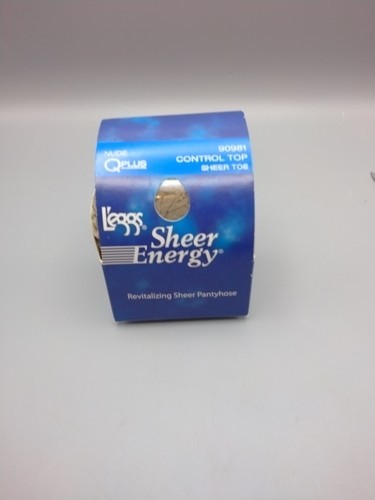 NUDE
90981
QPLUS
CONTROL TOP
SHEER TOE
L'eggs®
Sheer
Energy®
Revitalizing Sheer Pantyhose